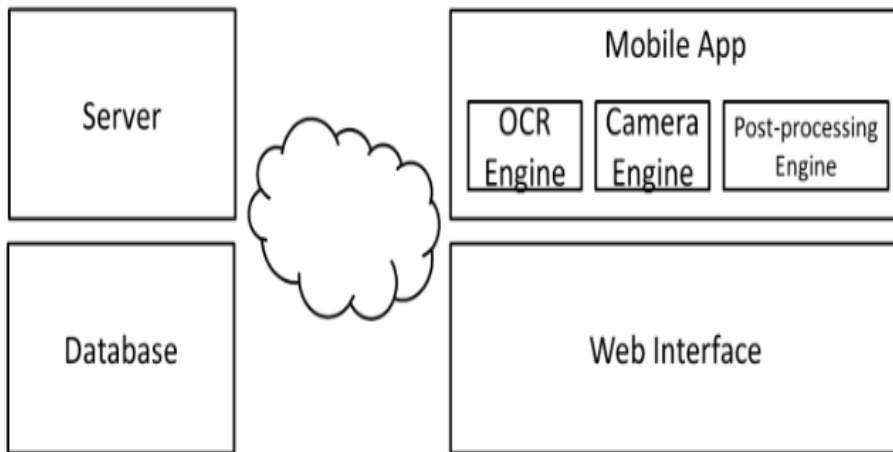 Server
Mobile App
OCR
Engine
Camera
Engine
Post-processing
Engine
Database
Web Interface